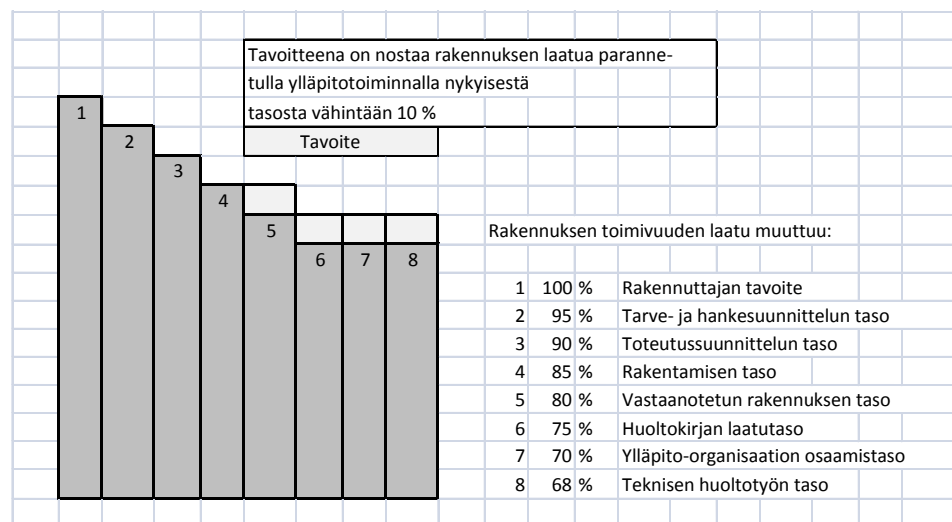 Tavoitteena on nostaa rakennuksen laatua paranne-
tulla ylläpitotoiminnalla nykyisestä
tasosta vähintään 10 %
Tavoite
1
2
3
4
5
6
7
8
Rakennuksen toimivuuden laatu muuttuu:
1 100 % Rakennuttajan tavoite
2 95 % Tarve- ja hankesuunnittelun taso
3 90 % Toteutussuunnittelun taso
4 85 % Rakentamisen taso
5 80 % Vastaanotetun rakennuksen taso
6 75 % Huoltokirjan laatutaso
7 70 % Ylläpito-organisaation osaamistaso
8 68 % Teknisen huoltotyön taso